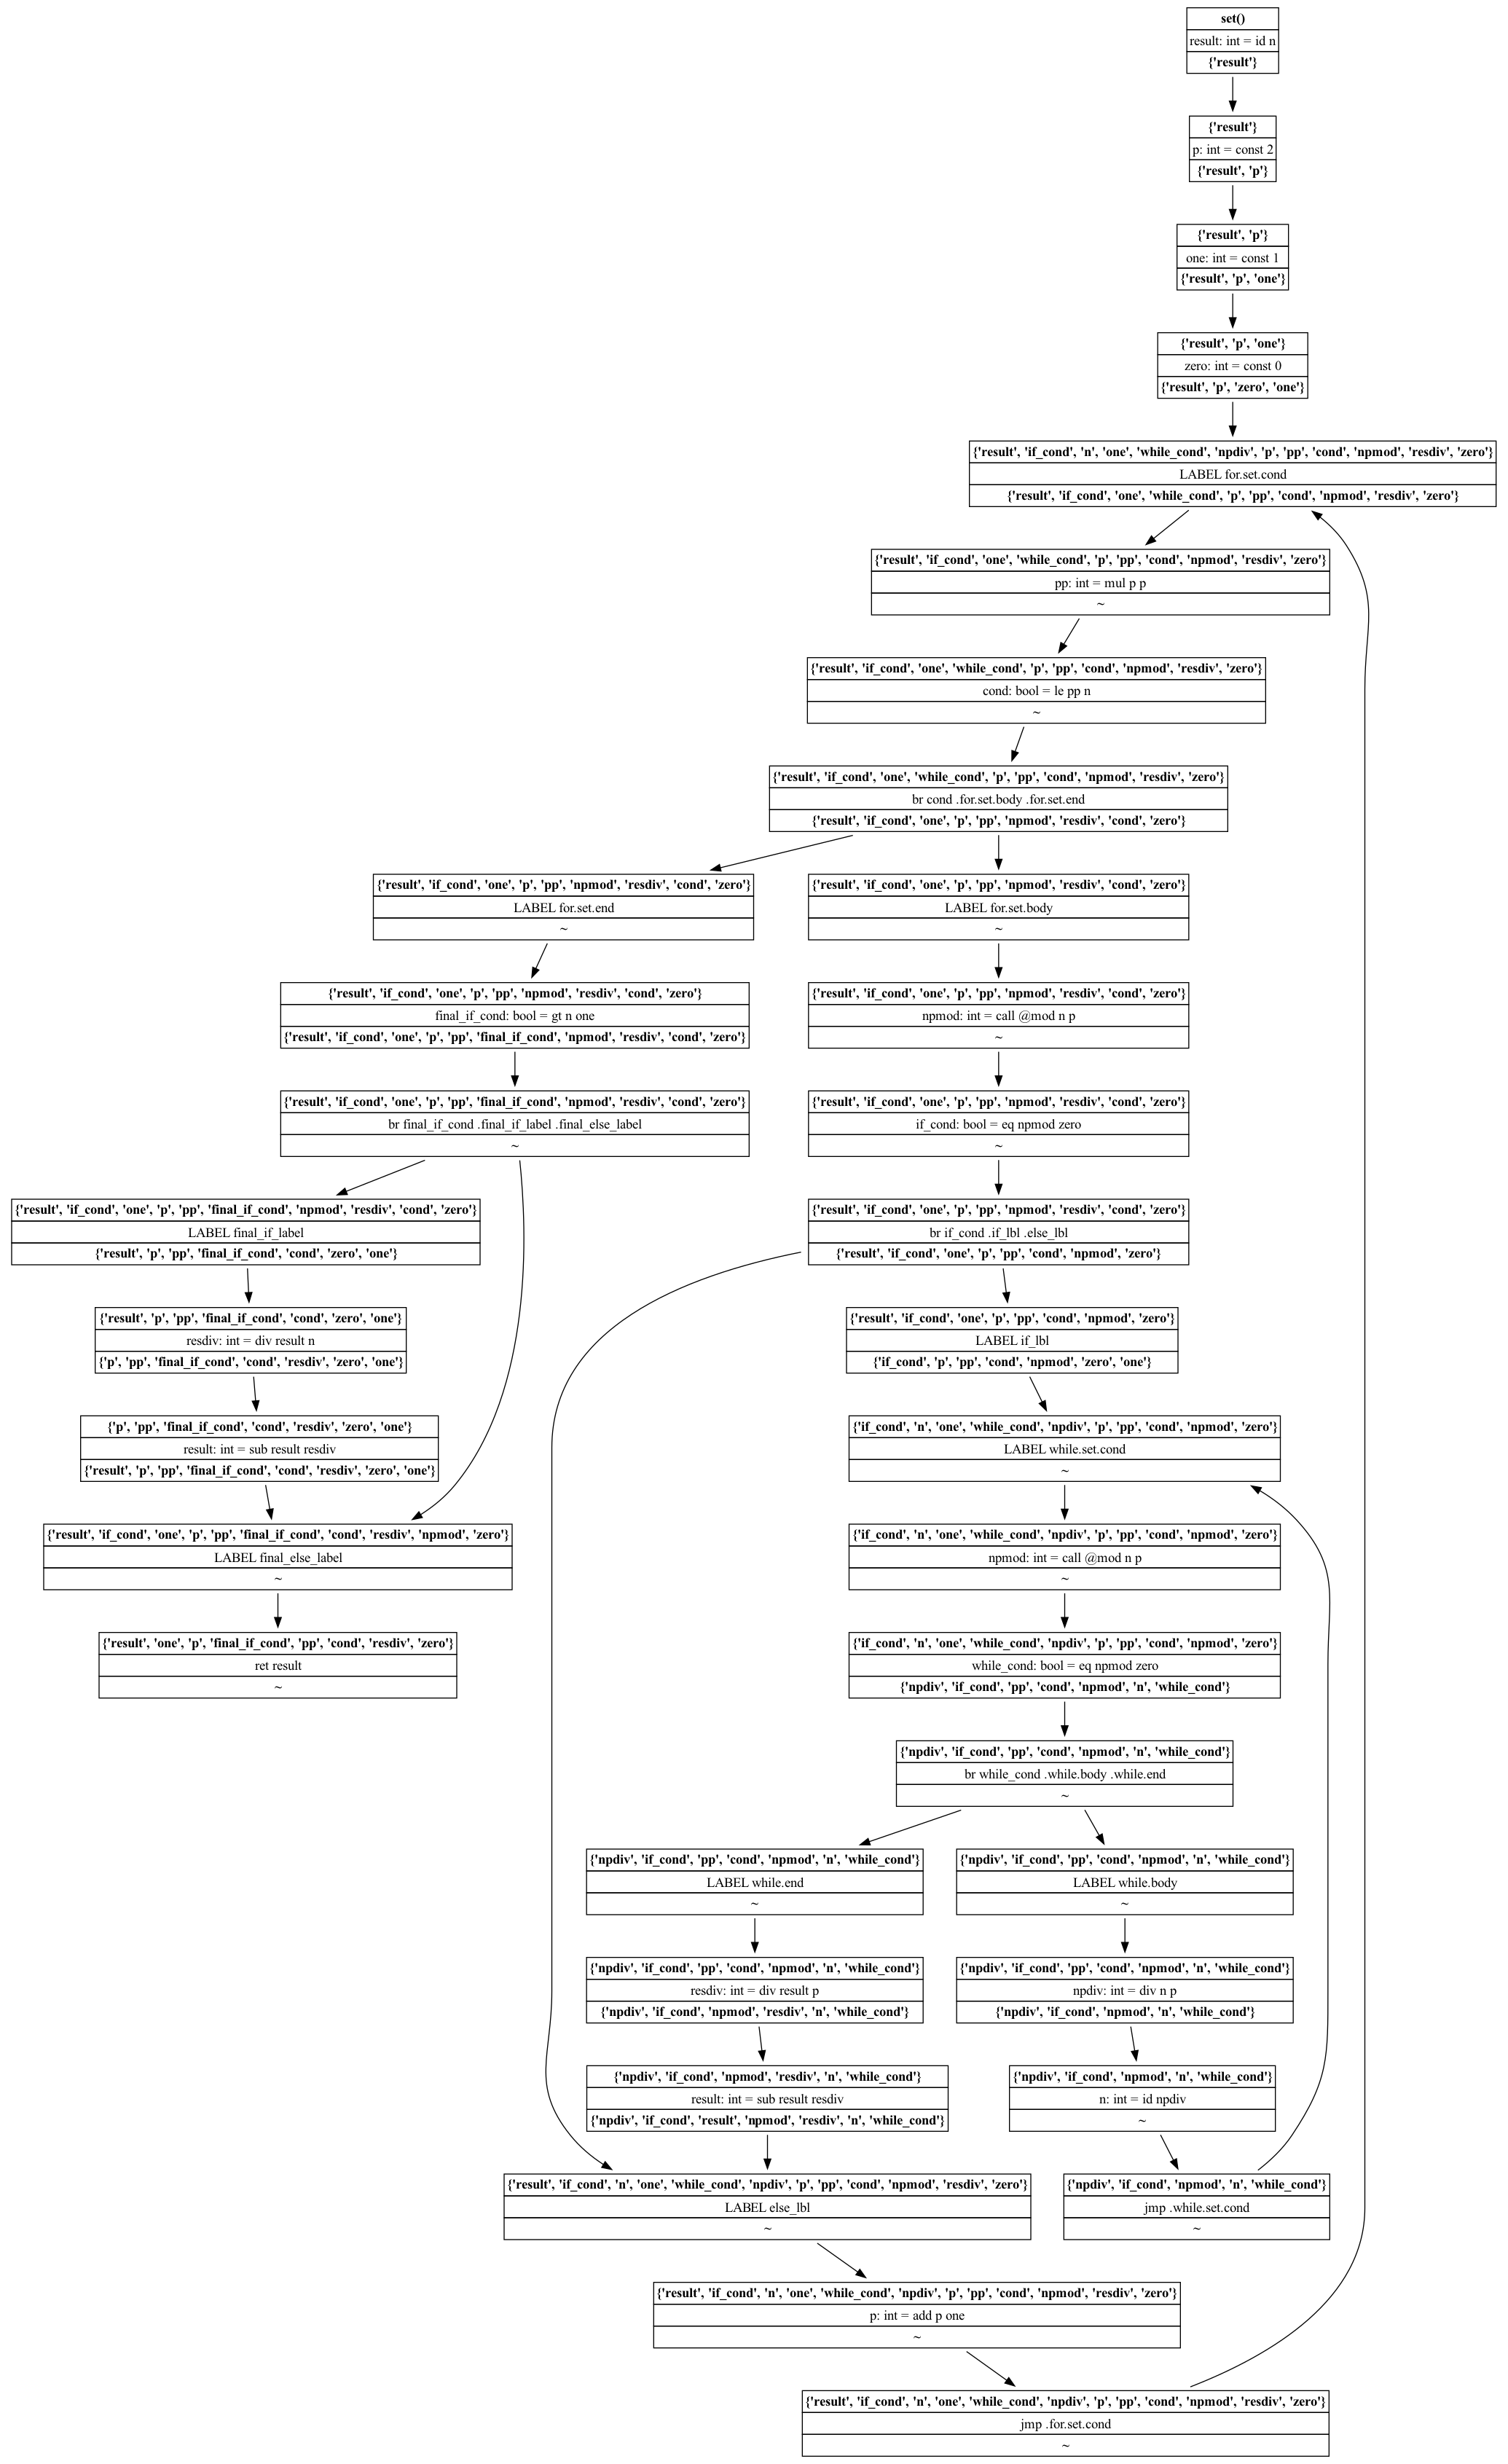 set()
result: int = id n
{'result'}
{'result'}
p: int = const 2
{'result', 'p'}
{'result', 'p'}
one: int = const 1
{'result', 'p', 'one'}
{'result', 'p', 'one'}
zero: int = const 0
{'result', 'p', 'zero', 'one'}
{'result', 'if_cond', 'n', 'one', 'while_cond', 'npdiv', 'p', 'pp', 'cond', 'npmod', 'resdiv', 'zero'}
LABEL for.set.cond
{'result', 'if_cond', 'one', 'while_cond', 'p', 'pp', 'cond', 'npmod', 'resdiv', 'zero'}
{'result', 'if_cond', 'one', 'while_cond', 'p', 'pp', 'cond', 'npmod', 'resdiv', 'zero'}
pp: int = mul p p
~
{'result', 'if_cond', 'one', 'while_cond', 'p', 'pp', 'cond', 'npmod', 'resdiv', 'zero'}
cond: bool = le pp n
~
{'result', 'if_cond', 'one', 'while_cond', 'p', 'pp', 'cond', 'npmod', 'resdiv', 'zero'}
br cond .for.set.body .for.set.end
{'result', 'if_cond', 'one', 'p', 'pp', 'npmod', 'resdiv', 'cond', 'zero'}
{'result', 'if_cond', 'one', 'p', 'pp', 'npmod', 'resdiv', 'cond', 'zero'}
LABEL for.set.end
~
{'result', 'if_cond', 'one', 'p', 'pp', 'npmod', 'resdiv', 'cond', 'zero'}
LABEL for.set.body
~
{'result', 'if_cond', 'one', 'p', 'pp', 'npmod', 'resdiv', 'cond', 'zero'}
final_if_cond: bool = gt n one
{'result', 'if_cond', 'one', 'p', 'pp', 'final_if_cond', 'npmod', 'resdiv', 'cond', 'zero'}
{'result', 'if_cond', 'one', 'p', 'pp', 'npmod', 'resdiv', 'cond', 'zero'}
npmod: int = call @mod n p
~
{'result', 'if_cond', 'one', 'p', 'pp', 'final_if_cond', 'npmod', 'resdiv', 'cond', 'zero'}
br final_if_cond .final_if_label .final_else_label
~
{'result', 'if_cond', 'one', 'p', 'pp', 'npmod', 'resdiv', 'cond', 'zero'}
if_cond: bool = eq npmod zero
~
{'result', 'if_cond', 'one', 'p', 'pp', 'final_if_cond', 'npmod', 'resdiv', 'cond', 'zero'}
LABEL final_if_label
{'result', 'p', 'pp', 'final_if_cond', 'cond', 'zero', 'one'}
{'result', 'if_cond', 'one', 'p', 'pp', 'npmod', 'resdiv', 'cond', 'zero'}
br if_cond .if_lbl .else_lbl
{'result', 'if_cond', 'one', 'p', 'pp', 'cond', 'npmod', 'zero'}
{'result', 'p', 'pp', 'final_if_cond', 'cond', 'zero', 'one'}
resdiv: int = div result n
{'p', 'pp', 'final_if_cond', 'cond', 'resdiv', 'zero', 'one'}
{'result', 'if_cond', 'one', 'p', 'pp', 'cond', 'npmod', 'zero'}
LABEL if_lbl
{'if_cond', 'p', 'pp', 'cond', 'npmod', 'zero', 'one'}
{'p', 'pp', 'final_if_cond', 'cond', 'resdiv', 'zero', 'one'}
result: int = sub result resdiv
{'result', 'p', 'pp', 'final_if_cond', 'cond', 'resdiv', 'zero', 'one'}
{'if_cond', 'n', 'one', 'while_cond', 'npdiv', 'p', 'pp', 'cond', 'npmod', 'zero'}
LABEL while.set.cond
~
{'result', 'if_cond', 'one', 'p', 'pp', 'final_if_cond', 'cond', 'resdiv', 'npmod', 'zero'}
LABEL final_else_label
~
{'if_cond', 'n', 'one', 'while_cond', 'npdiv', 'p', 'pp', 'cond', 'npmod', 'zero'}
npmod: int = call @mod n p
~
{'result', 'one', 'p', 'final_if_cond', 'pp', 'cond', 'resdiv', 'zero'}
ret result
~
{'if_cond', 'n', 'one', 'while_cond', 'npdiv', 'p', 'pp', 'cond', 'npmod', 'zero'}
while_cond: bool = eq npmod zero
{'npdiv', 'if_cond', 'pp', 'cond', 'npmod', 'n', 'while_cond'}
{'npdiv', 'if_cond', 'pp', 'cond', 'npmod', 'n', 'while_cond'}
br while_cond .while.body .while.end
~
{'npdiv', 'if_cond', 'pp', 'cond', 'npmod', 'n', 'while_cond'}
LABEL while.end
~
{'npdiv', 'if_cond', 'pp', 'cond', 'npmod', 'n', 'while_cond'}
LABEL while.body
~
{'npdiv', 'if_cond', 'pp', 'cond', 'npmod', 'n', 'while_cond'}
resdiv: int = div result p
{'npdiv', 'if_cond', 'npmod', 'resdiv', 'n', 'while_cond'}
{'npdiv', 'if_cond', 'pp', 'cond', 'npmod', 'n', 'while_cond'}
npdiv: int = div n p
{'npdiv', 'if_cond', 'npmod', 'n', 'while_cond'}
{'npdiv', 'if_cond', 'npmod', 'resdiv', 'n', 'while_cond'}
result: int = sub result resdiv
{'npdiv', 'if_cond', 'result', 'npmod', 'resdiv', 'n', 'while_cond'}
{'npdiv', 'if_cond', 'npmod', 'n', 'while_cond'}
n: int = id npdiv
~
{'result', 'if_cond', 'n', 'one', 'while_cond', 'npdiv', 'p', 'pp', 'cond', 'npmod', 'resdiv', 'zero'}
LABEL else_lbl
~
{'npdiv', 'if_cond', 'npmod', 'n', 'while_cond'}
jmp .while.set.cond
~
{'result', 'if_cond', 'n', 'one', 'while_cond', 'npdiv', 'p', 'pp', 'cond', 'npmod', 'resdiv', 'zero'}
p: int = add p one
~
{'result', 'if_cond', 'n', 'one', 'while_cond', 'npdiv', 'p', 'pp', 'cond', 'npmod', 'resdiv', 'zero'}
jmp .for.set.cond
~